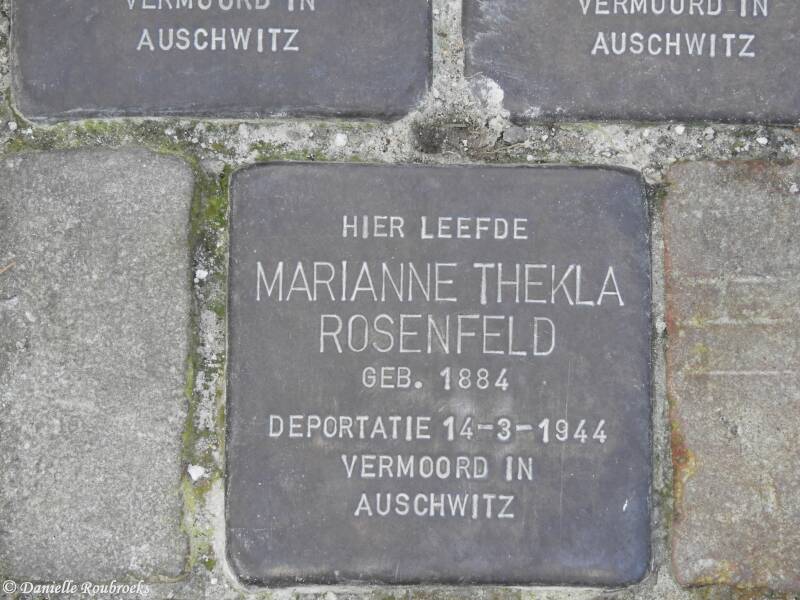 VERMOORD IN
AUSCHWITZ
VERMOORD IN
AUSCHWITZ
HIER LEEFDE
MARIANNE THEKLA
ROSENFELD
GEB. 1884
DEPORTATIE 14-3-1944
VERMOORD IN
AUSCHWITZ
© Danielle Roubroeks